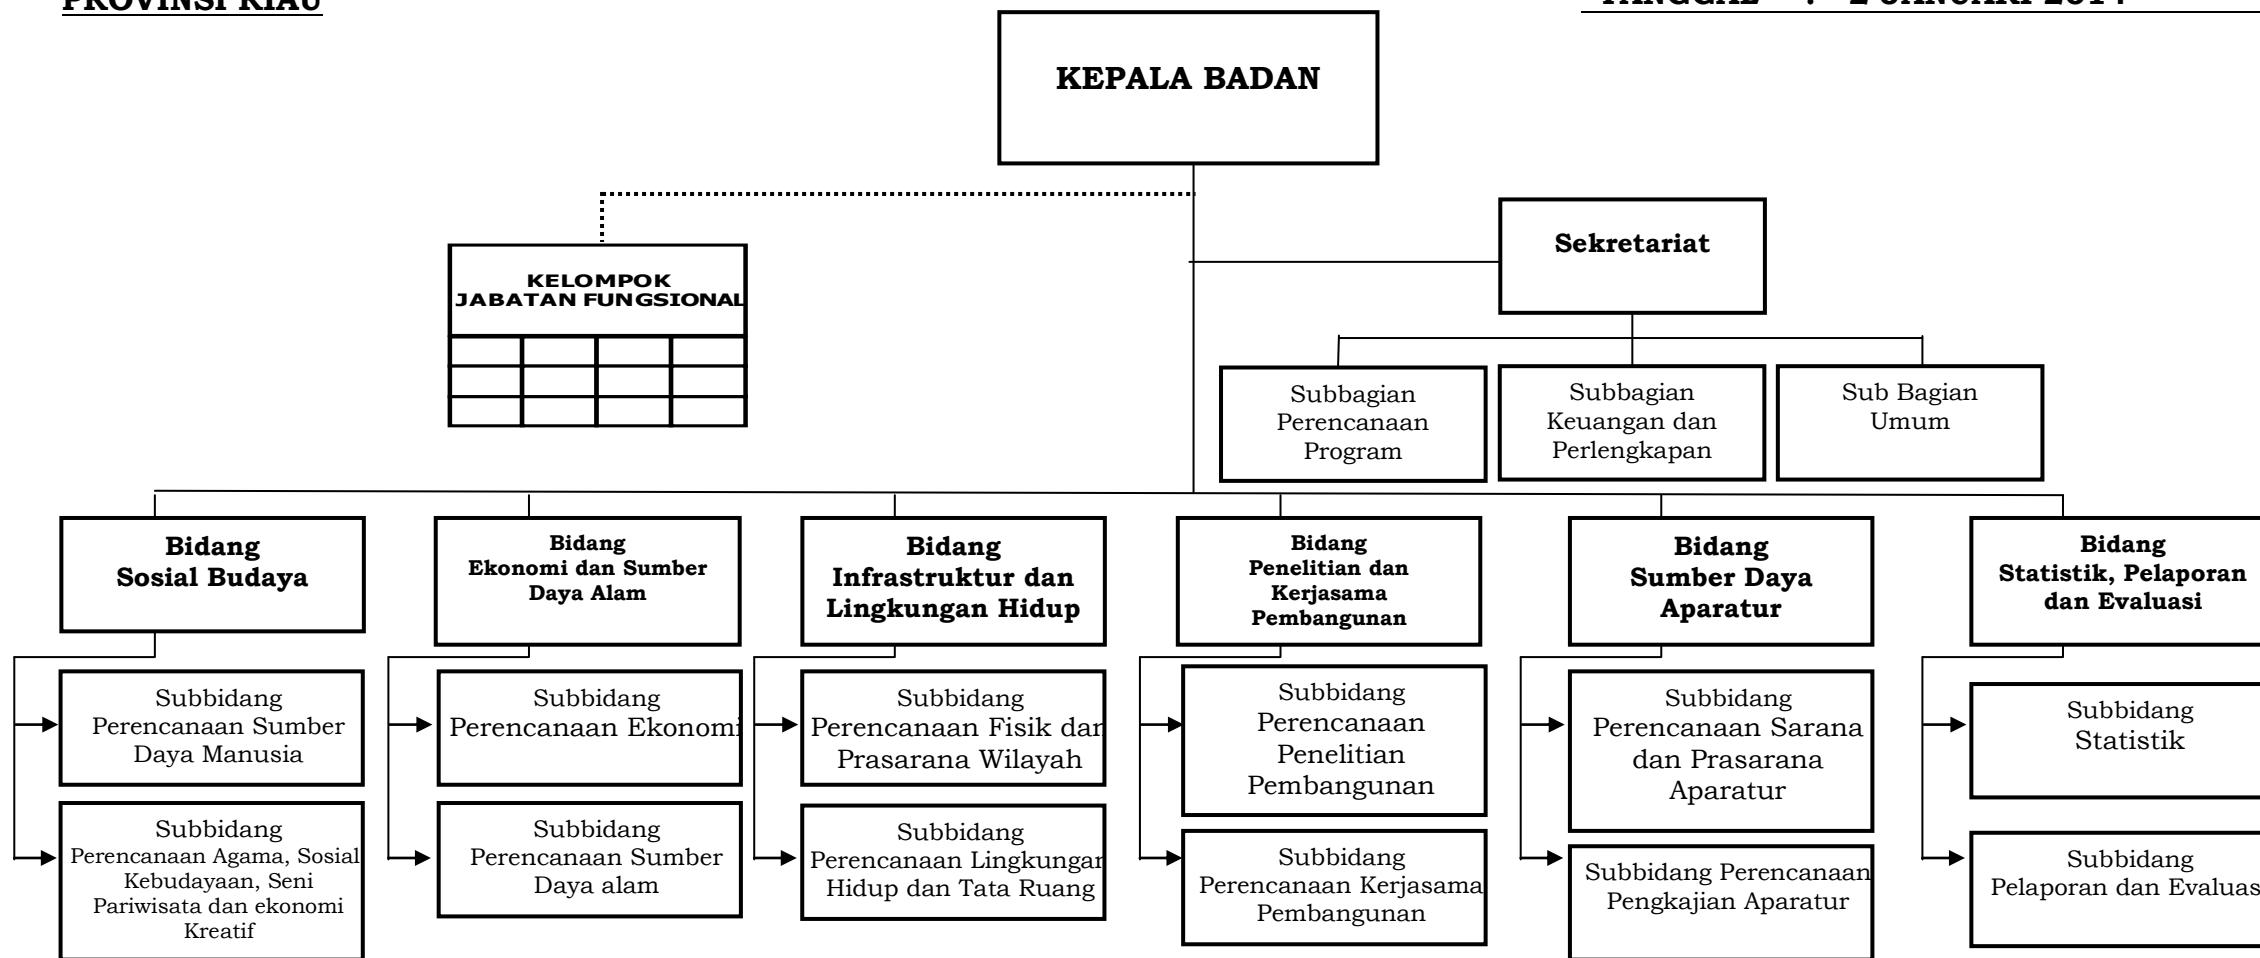 PROVINSI RIAU
TANGGAL : 2 JANUARI 2014
KEPALA BADAN
Sekretariat
KELOMPOK
JABATAN FUNGSIONAL
Subbagian
Perencanaan
Program
Subbagian
Keuangan dan
Perlengkapan
Sub Bagian
Umum
Bidang
Sosial Budaya
Bidang
Ekonomi dan Sumber
Daya Alam
Bidang
Infrastruktur dan
Lingkungan Hidup
Bidang
Penelitian dan
Kerjasama
Pembangunan
Bidang
Sumber Daya
Aparatur
Bidang
Statistik, Pelaporan
dan Evaluasi
Subbidang
Perencanaan Sumber
Daya Manusia
Subbidang
Perencanaan Ekonomi
Subbidang
Perencanaan Fisik dan
Prasarana Wilayah
Subbidang
Perencanaan
Penelitian
Pembangunan
Subbidang
Perencanaan Sarana
dan Prasarana
Aparatur
Subbidang
Statistik
Subbidang
Perencanaan Agama, Sosial
Kebudayaan, Seni
Pariwisata dan ekonomi
Kreatif
Subbidang
Perencanaan Sumber
Daya alam
Subbidang
Perencanaan Lingkungan
Hidup dan Tata Ruang
Subbidang
Perencanaan Kerjasama
Pembangunan
Subbidang Perencanaan
Pengkajian Aparatur
Subbidang
Pelaporan dan Evaluas